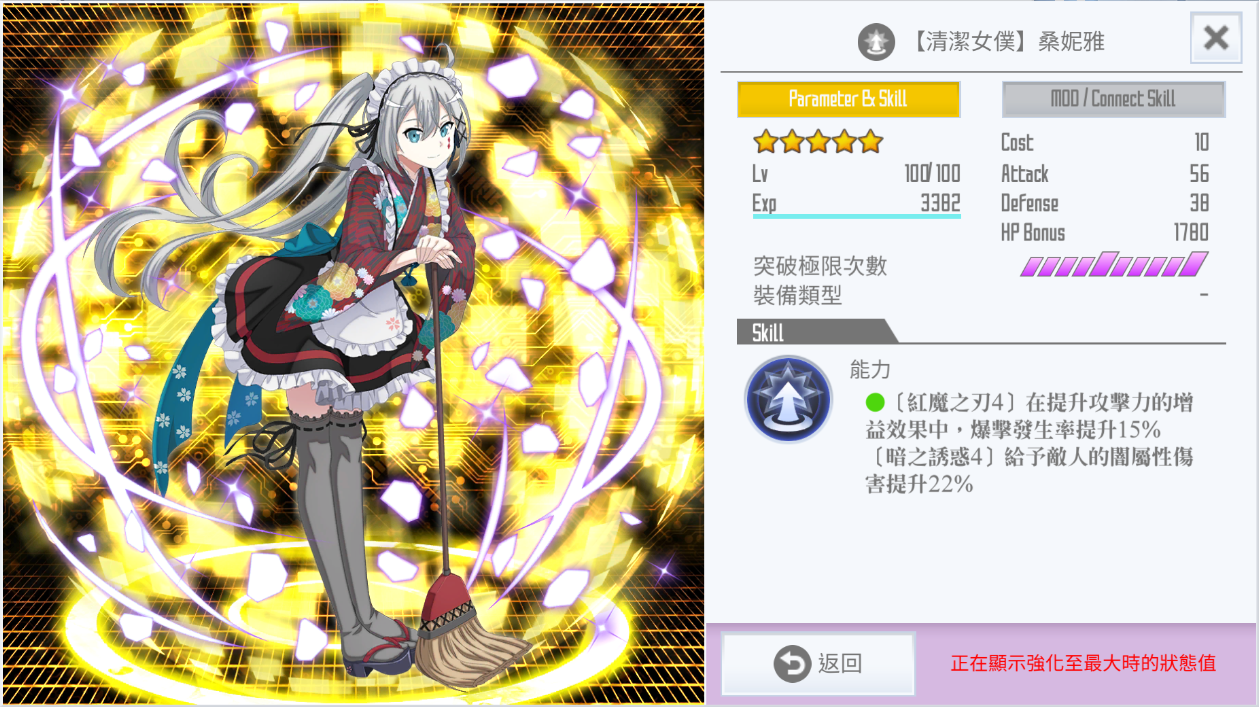 【清潔女僕】桑妮雅
Parameter & Skill
MOD / Connect Skill
Lv 100/100
Exp 3382
Cost 10
Attack 56
Defense 38
HP Bonus 1780
突破極限次數
裝備類型 -
Skill
能力
〔紅魔之刃4〕在提升攻擊力的增
益效果中，爆擊發生率提升15%
〔暗之誘惑4〕給予敵人的闇屬性傷
害提升22%
返回
正在顯示強化至最大時的狀態值